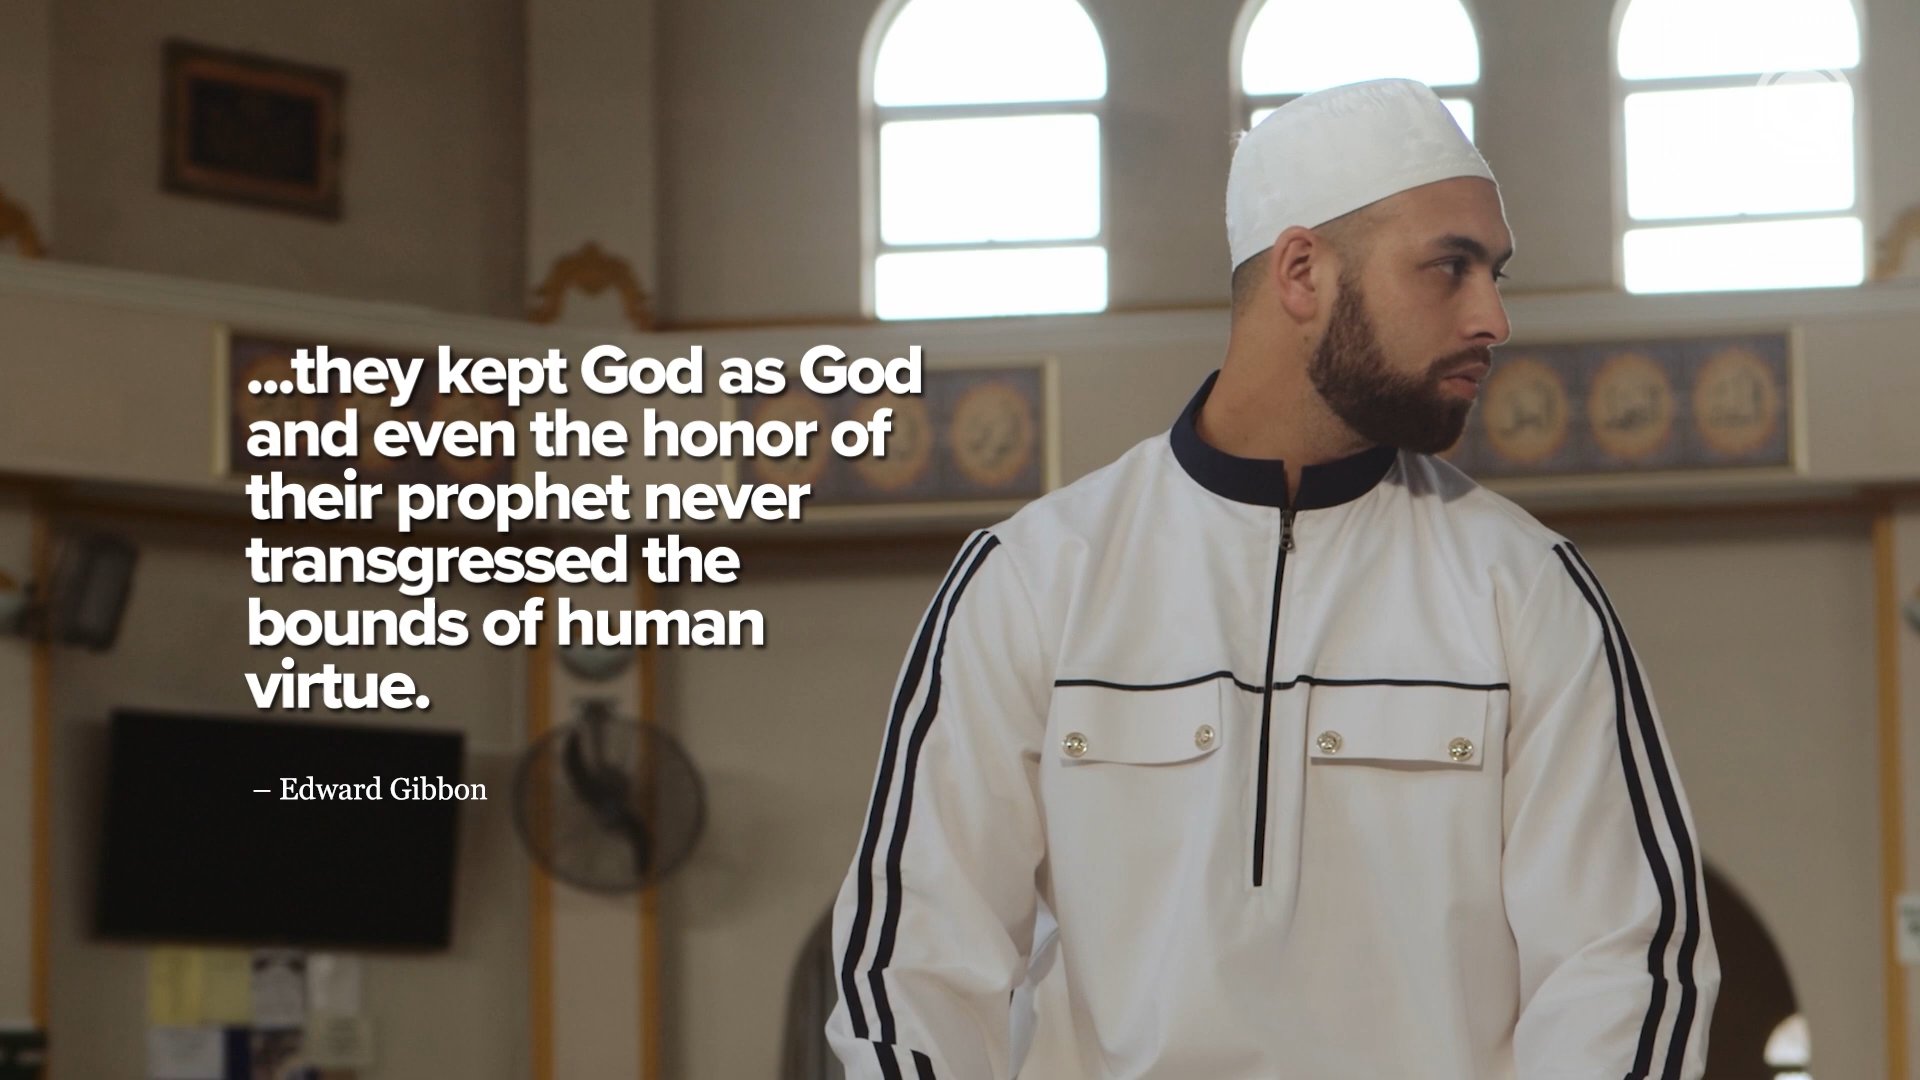 ...they kept God as God
and even the honor of
their prophet never
transgressed the
bounds of human
virtue.
– Edward Gibbon